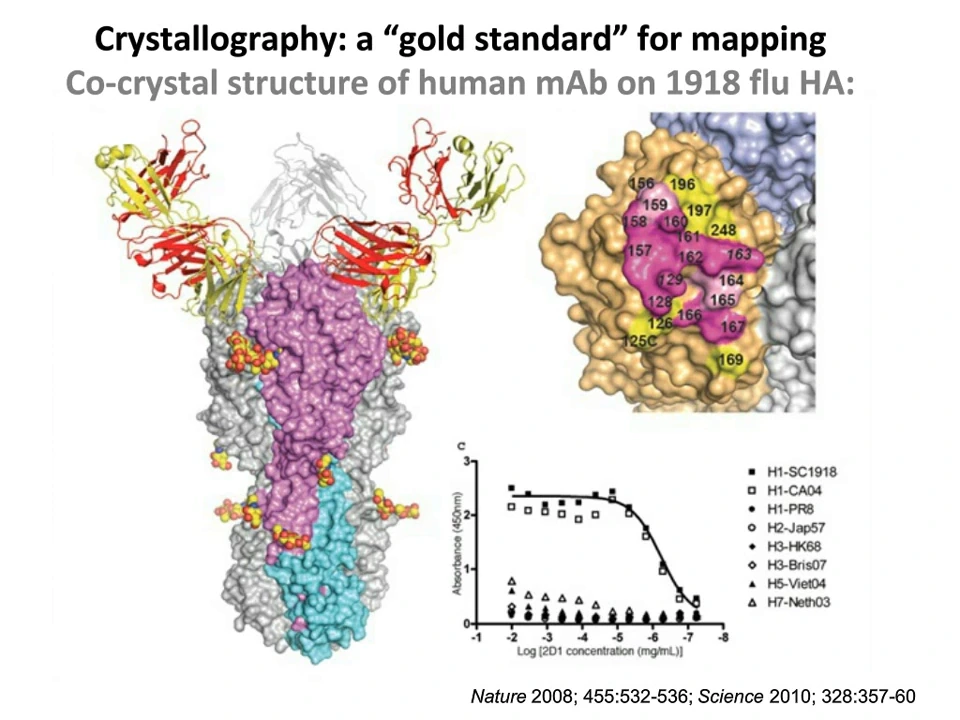 Crystallography: a “gold standard” for mapping
Co-crystal structure of human mAb on 1918 flu HA:
156 196
159
197
158 160
248
161
157
162 163
129
164
128
165
166
126
167
125C
169
C
3
2
1
0
Absorbance (450nm)
-1 -2 -3 -4 -5 -6 -7 -8
Log [2D1 concentration (mg/mL)]
H1-SC1918
H1-CA04
H1-PR8
H2-Jap57
H3-HK68
H3-Bris07
H5-Viet04
H7-Neth03
Nature 2008; 455:532-536; Science 2010; 328:357-60